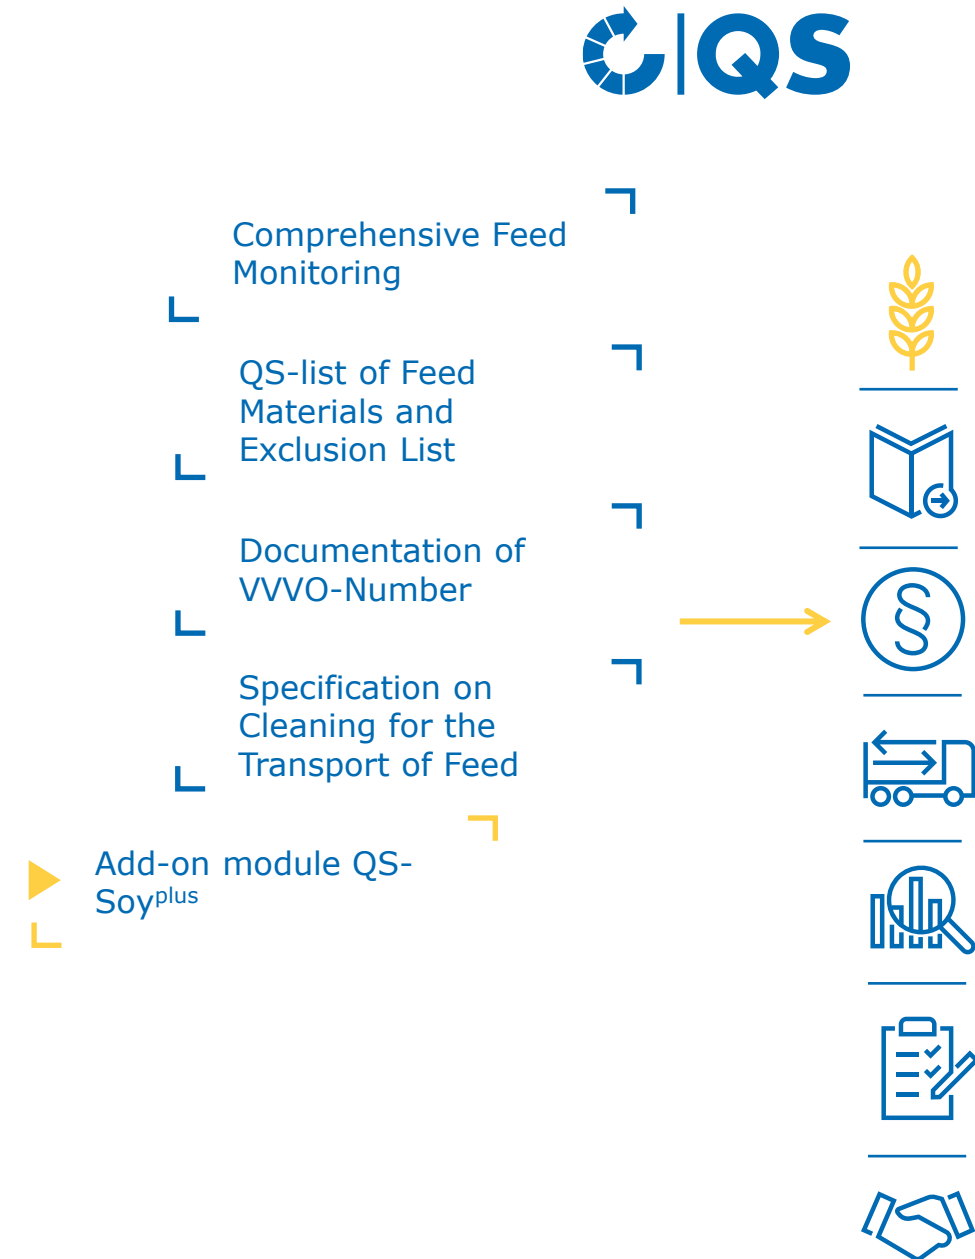 QS
Comprehensive Feed
Monitoring
QS-list of Feed
Materials and
Exclusion List
Documentation of
VVVO-Number
§
Specification on
Cleaning for the
Transport of Feed
Add-on module QS-
Soyplus